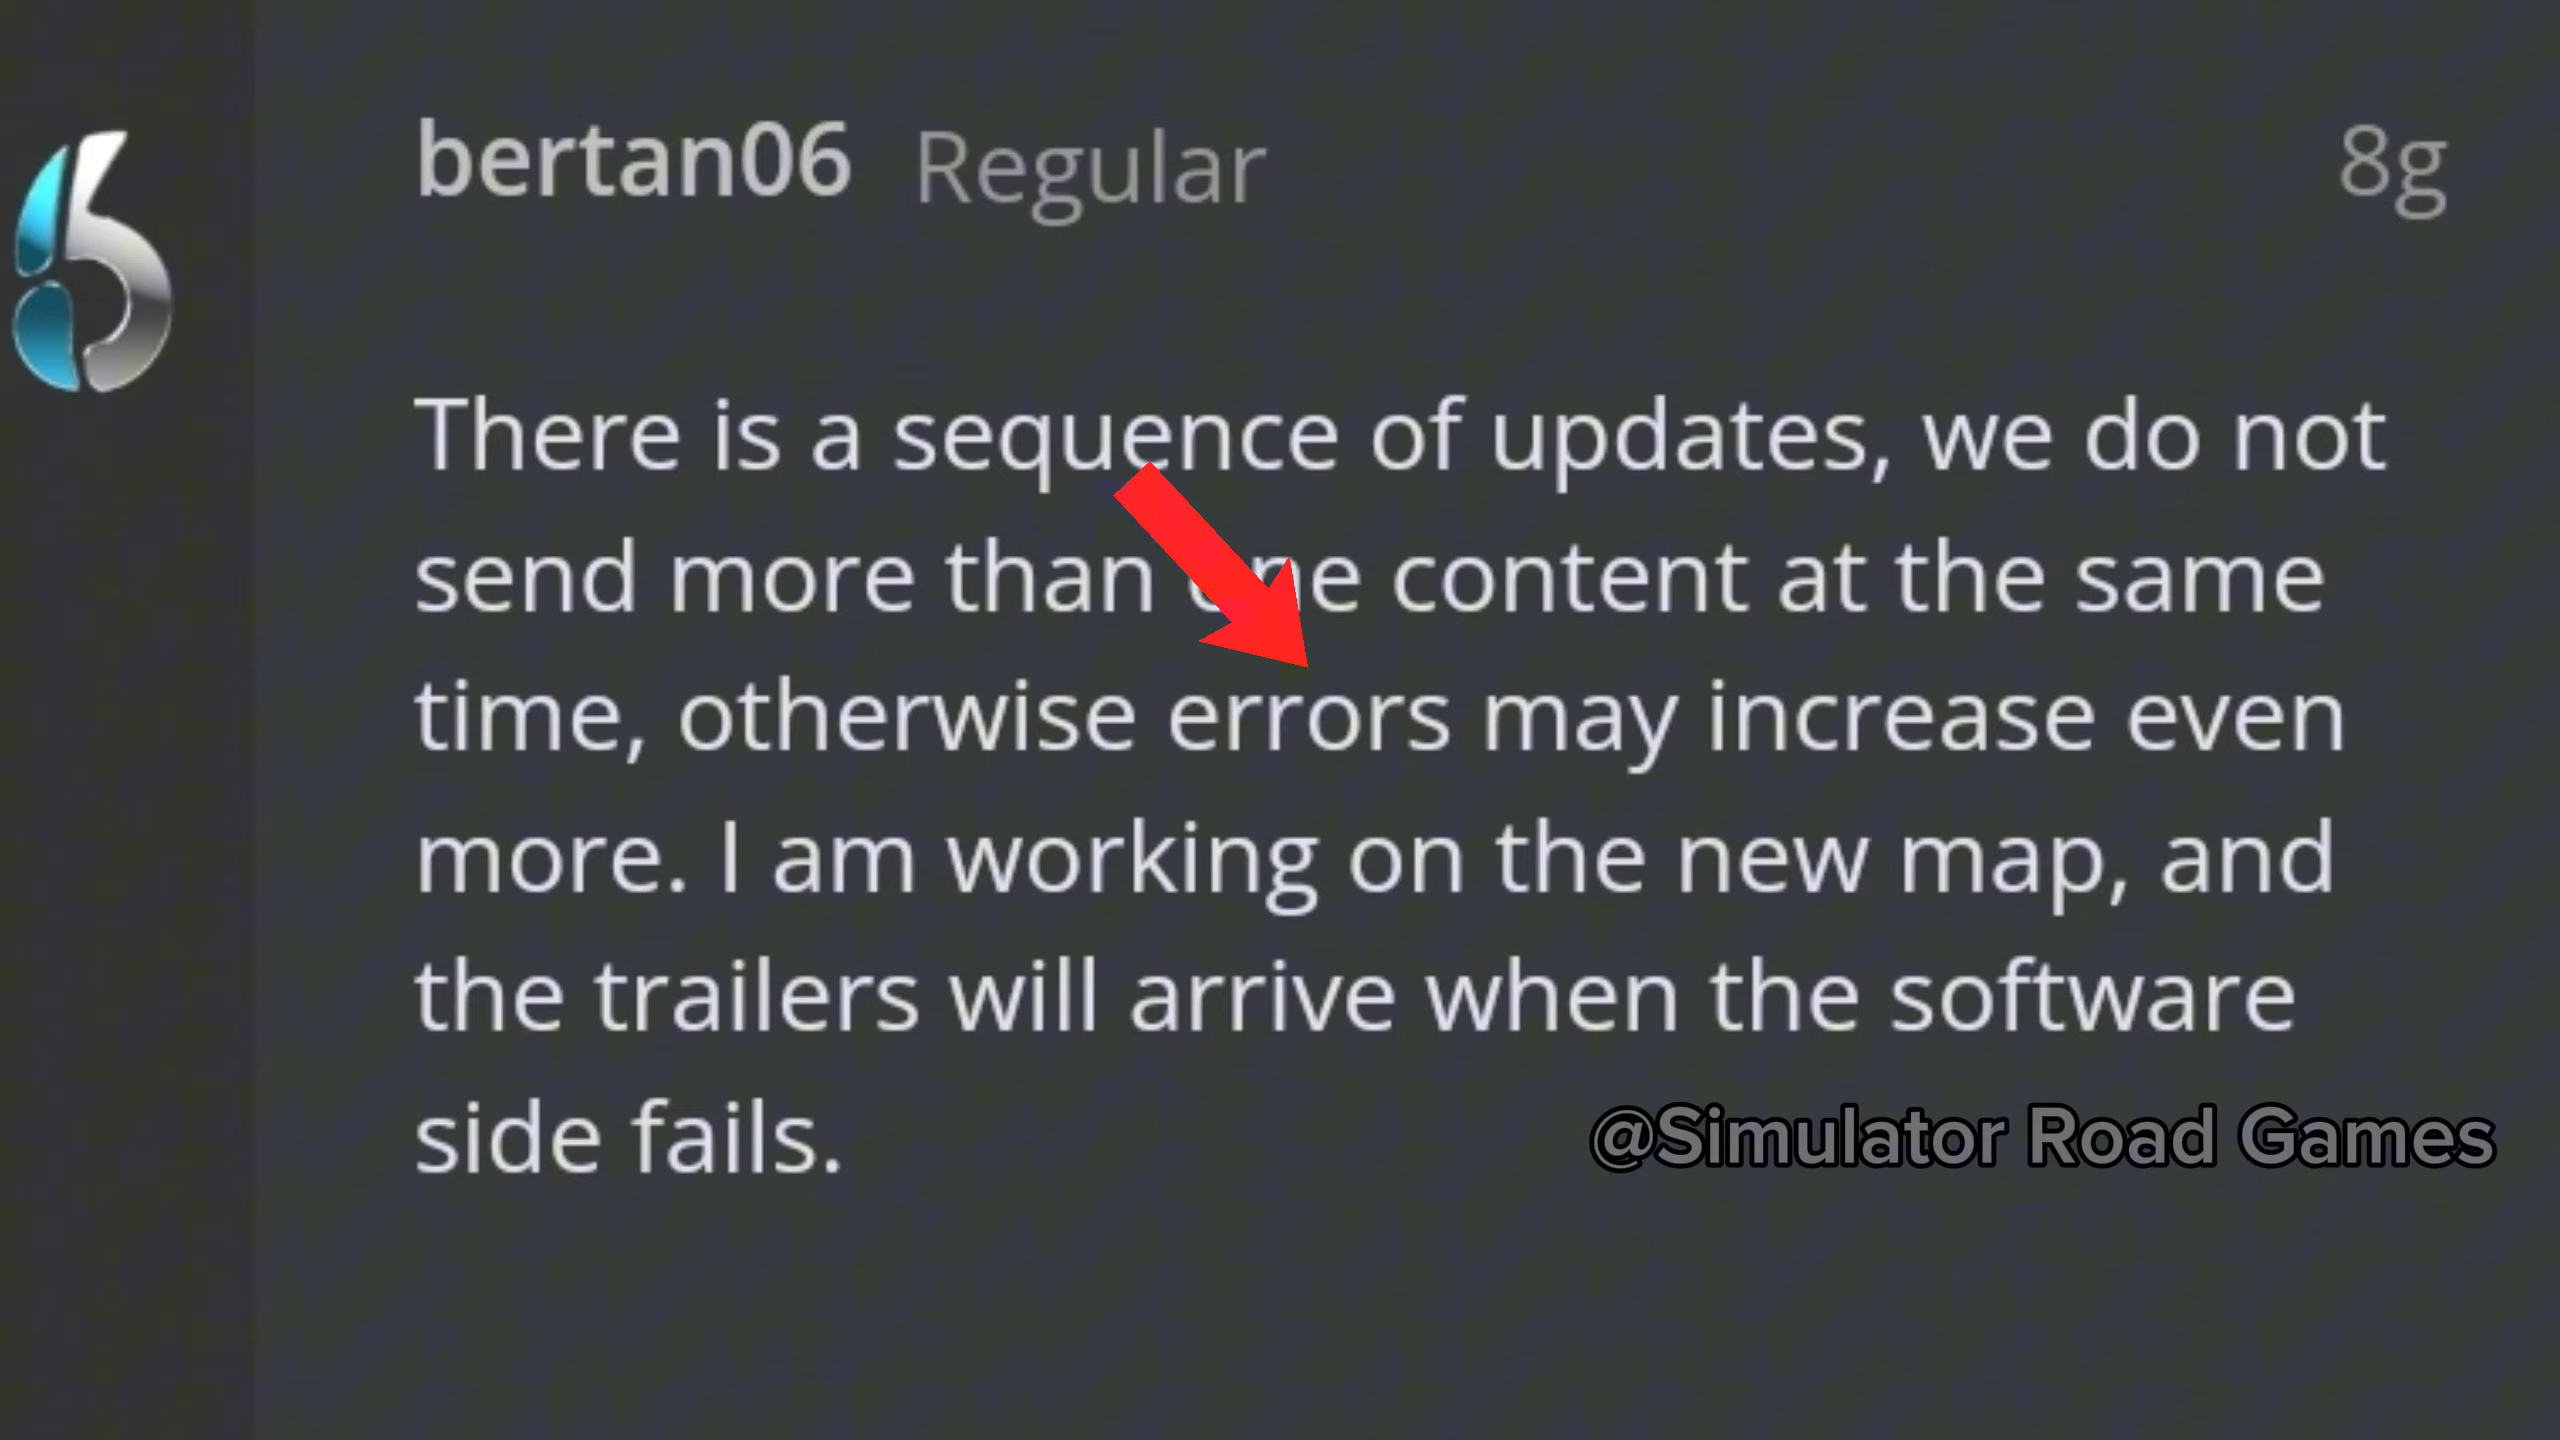 bertan06 Regular 8g
There is a sequence of updates, we do not
send more than one content at the same
time, otherwise errors may increase even
more. I am working on the new map, and
the trailers will arrive when the software
side fails.
@Simulator Road Games